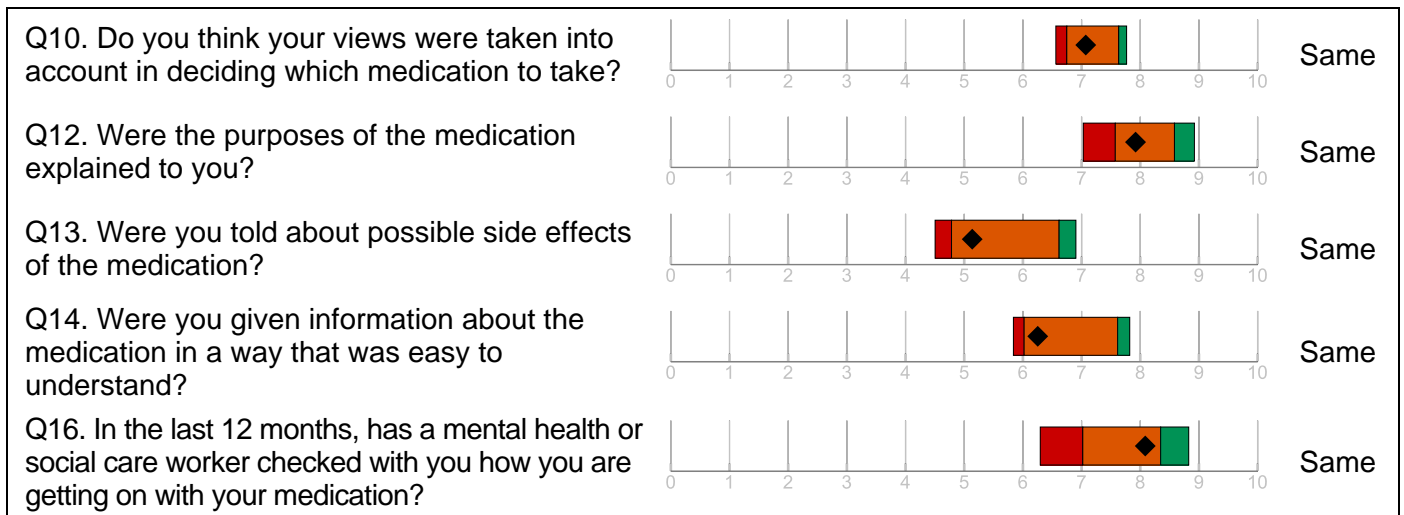 Q10. Do you think your views were taken into
account in deciding which medication to take?
0 1 2 3 4 5 6 7 8 9 10
Same
Q12. Were the purposes of the medication
explained to you?
0 1 2 3 4 5 6 7 8 9 10
Same
Q13. Were you told about possible side effects
of the medication?
0 1 2 3 4 5 6 7 8 9 10
Same
Q14. Were you given information about the
medication in a way that was easy to
understand?
0 1 2 3 4 5 6 7 8 9 10
Same
Q16. In the last 12 months, has a mental health or
social care worker checked with you how you are
getting on with your medication?
0 1 2 3 4 5 6 7 8 9 10
Same